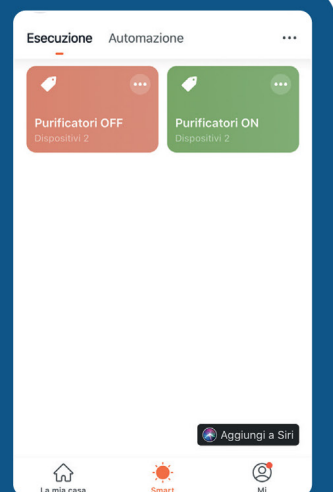 Esecuzione Automazione
Purificatori OFF
Dispositivi 2
Purificatori ON
Dispositivi 2
Aggiungi a Siri
La mia casa
Smart
Mi